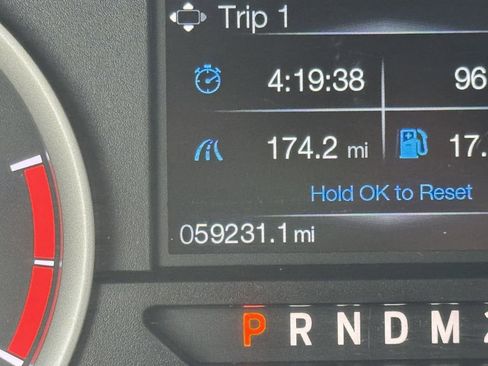 Trip 1
4:19:38 96
174.2 mi 17.
Hold OK to Reset
059231.1 mi
P R N D M